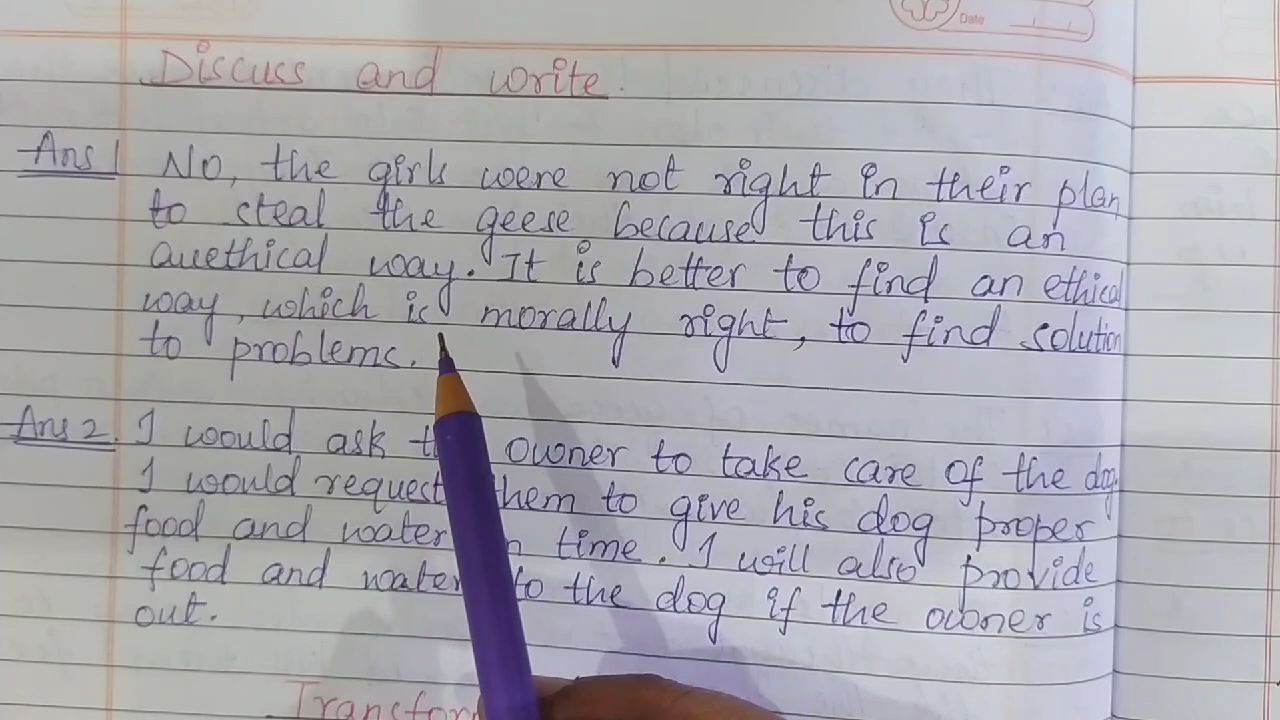 Date
Discuss and write.
Ans 1 No, the girls were not right in their plan
to steal the geese because this is an
auethical way. It is better to find an ethical
way, which is morally right, to find solution
to problems.
Ans 2. I would ask the owner to take care of the dog
I would request them to give his dog proper
food and water time. I will also provide
food and water to the dog if the owner is
out.